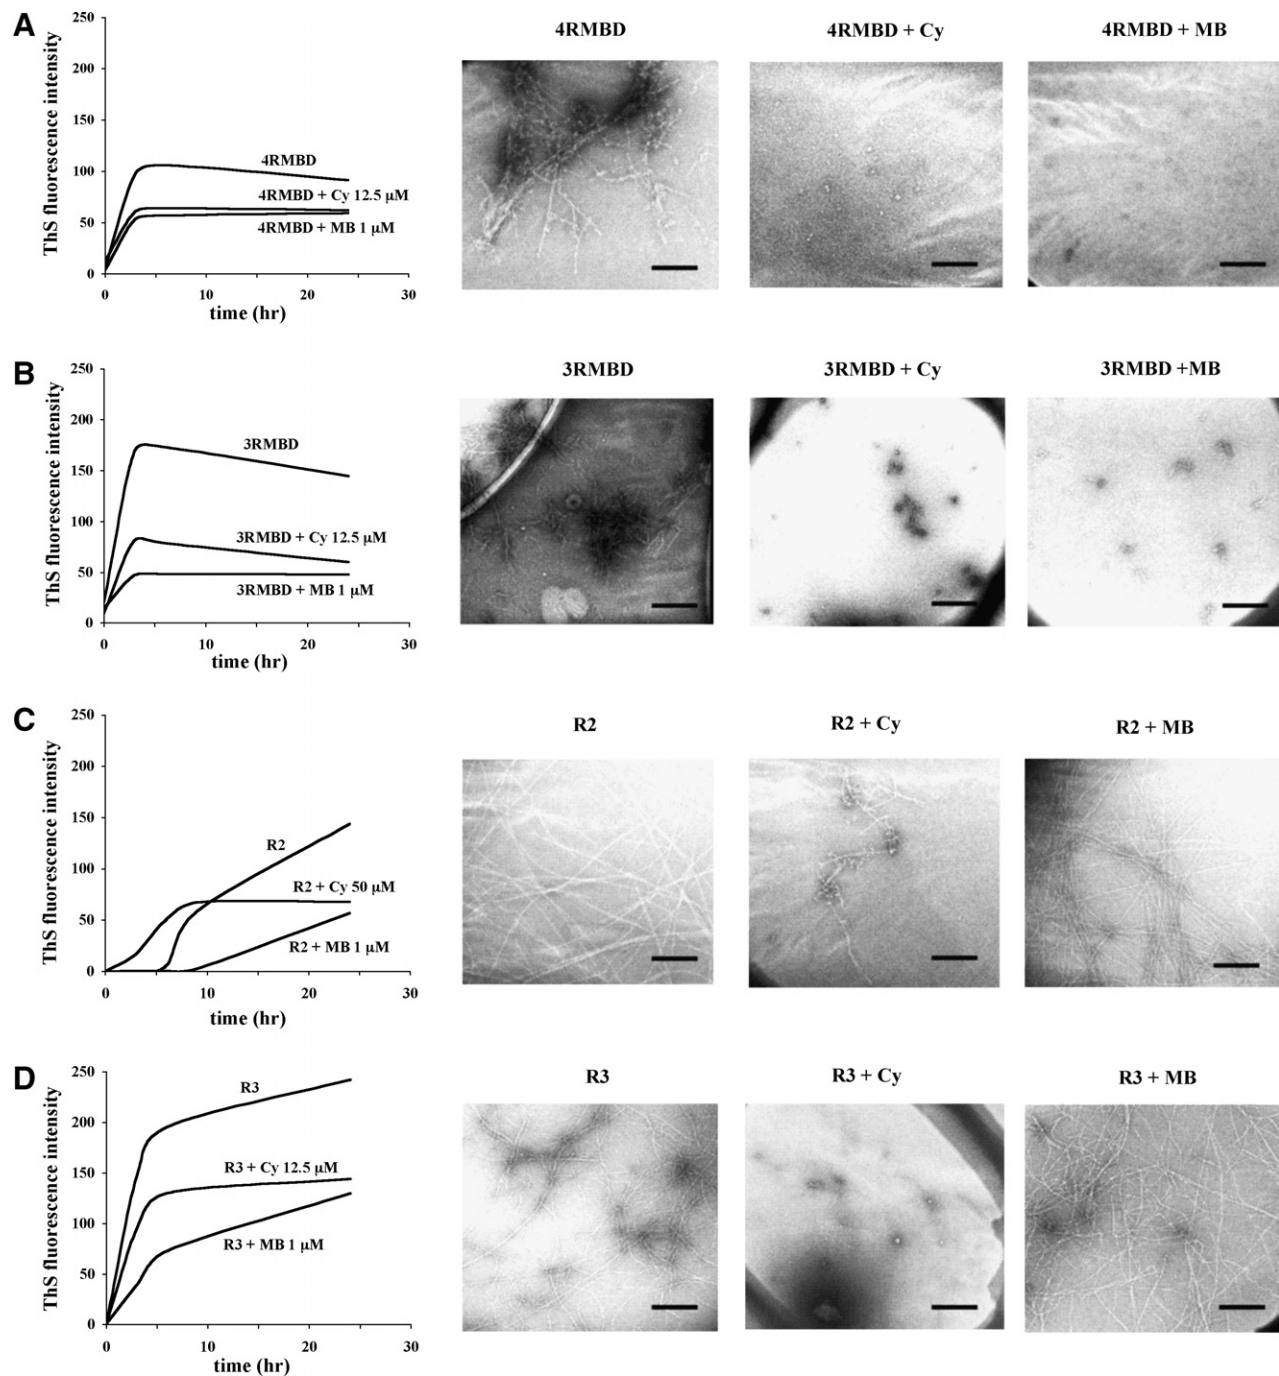 A
4RMBD
4RMBD + Cy
4RMBD + MB
ThS fluorescence intensity
250
200
150
100
50
0
4RMBD
4RMBD + Cy 12.5 μM
4RMBD + MB 1 μM
0 10 20 30
time (hr)
B
3RMBD
3RMBD + Cy
3RMBD +MB
ThS fluorescence intensity
250
200
150
100
50
0
3RMBD
3RMBD + Cy 12.5 μM
3RMBD + MB 1 μM
0 10 20 30
time (hr)
C
R2
R2 + Cy
R2 + MB
ThS fluorescence intensity
250
200
150
100
50
0
R2
R2 + Cy 50 μM
R2 + MB 1 μM
0 10 20 30
time (hr)
D
R3
R3 + Cy
R3 + MB
ThS fluorescence intensity
250
200
150
100
50
0
R3
R3 + Cy 12.5 μM
R3 + MB 1 μM
0 10 20 30
time (hr)